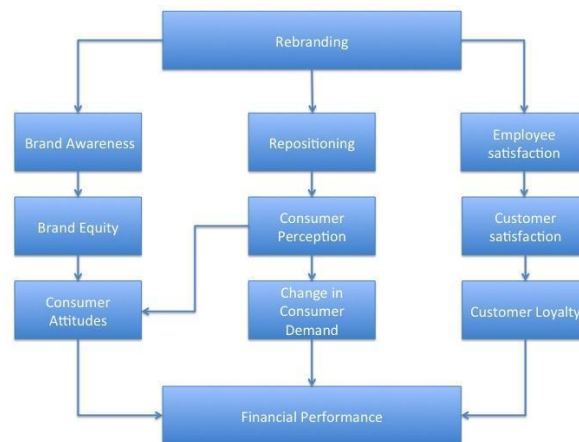 Rebranding
Brand Awareness
Repositioning
Employee
satisfaction
Brand Equity
Consumer
Perception
Customer
satisfaction
Consumer
Attitudes
Change in
Consumer
Demand
Customer Loyalty
Financial Performance